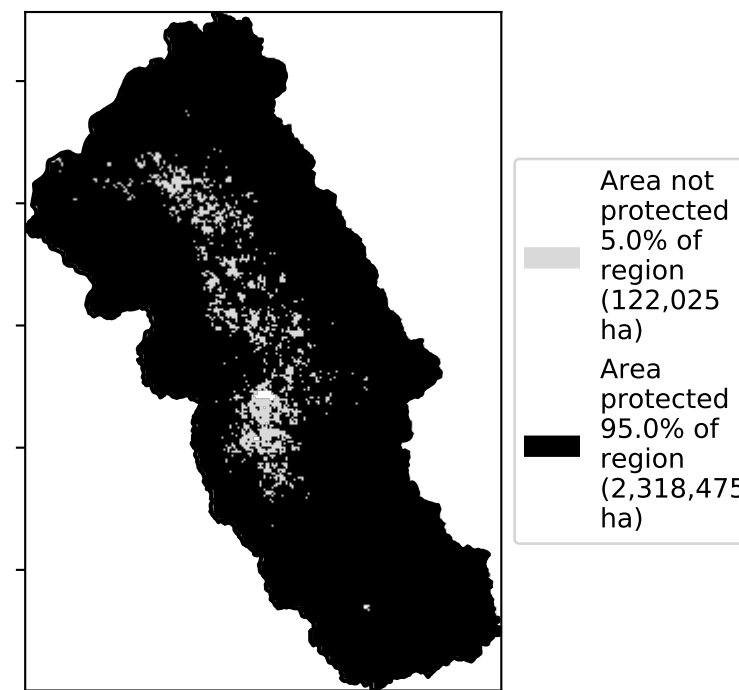 Area not
protected
5.0% of
region
(122,025
ha)
Area
protected
95.0% of
region
(2,318,475
ha)